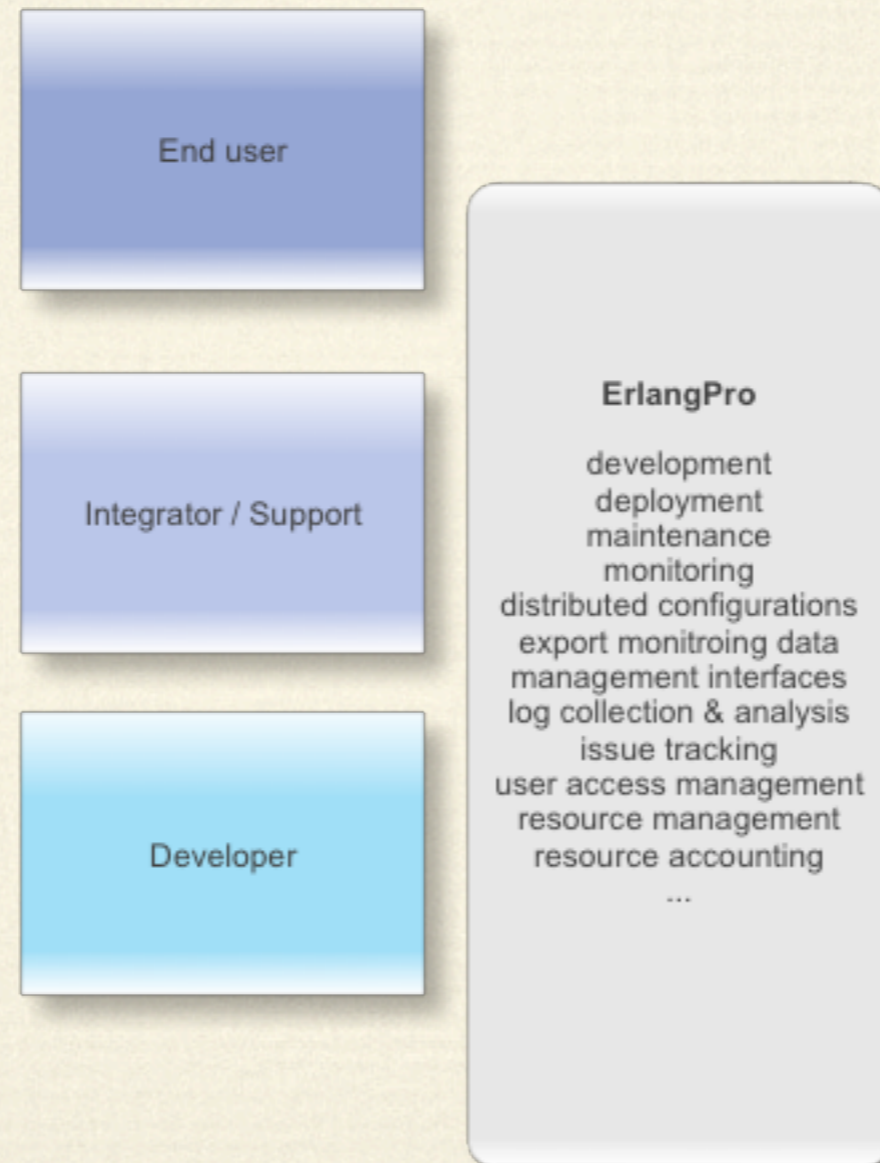 End user
Integrator / Support
Developer
ErlangPro
development
deployment
maintenance
monitoring
distributed configurations
export monitroing data
management interfaces
log collection & analysis
issue tracking
user access management
resource management
resource accounting
...